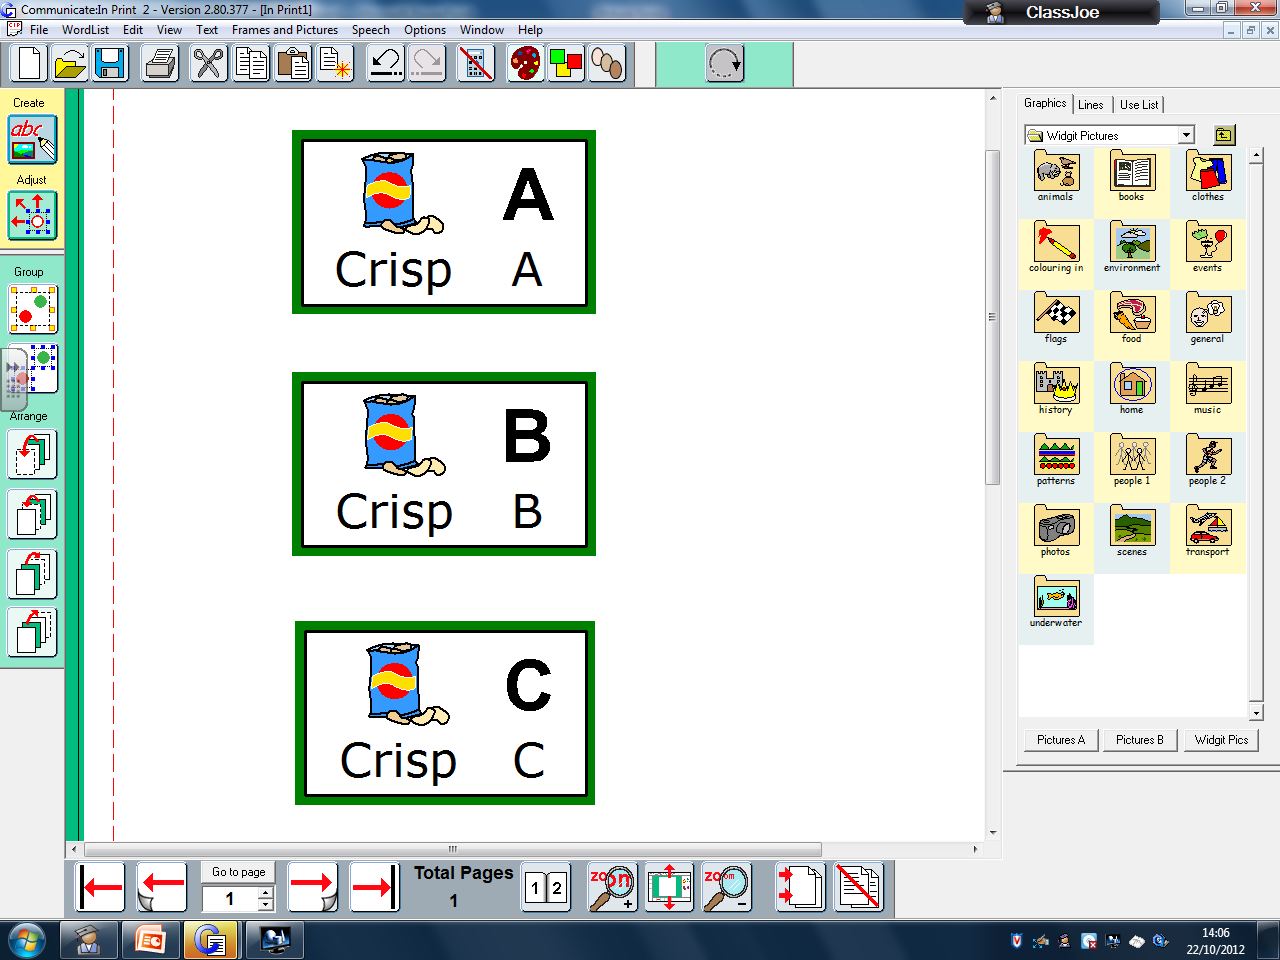 Communicate:In Print 2 - Version 2.80.377 - [In Print1]
ClassJoe
File WordList Edit View Text Frames and Pictures Speech Options Window Help
Create
abc
Adjust
Group
Arrange
A
Crisp A
B
Crisp B
C
Crisp C
Graphics Lines Use List
Widgit Pictures
animals books clothes
colouring in environment events
flags food general
history home music
patterns people 1 people 2
photos scenes transport
underwater
Pictures A Pictures B Widgit Pics
Go to page
1
Total Pages
1
1 2
zoom +
zoom -
14:06
22/10/2012